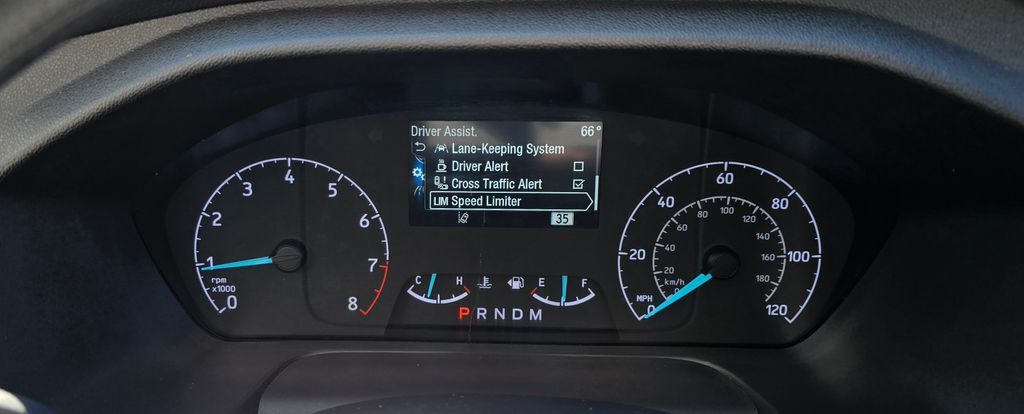 Driver Assist. 66°
Lane-Keeping System
Driver Alert
Cross Traffic Alert
LIM Speed Limiter
35
0 1 2 3 4 5 6 7 8
rpm
x1000
C H
E F
P R N D M
0 20 40 60 80 100 120
MPH
0 20 40 60 80 100 120 140 160 180
km/h